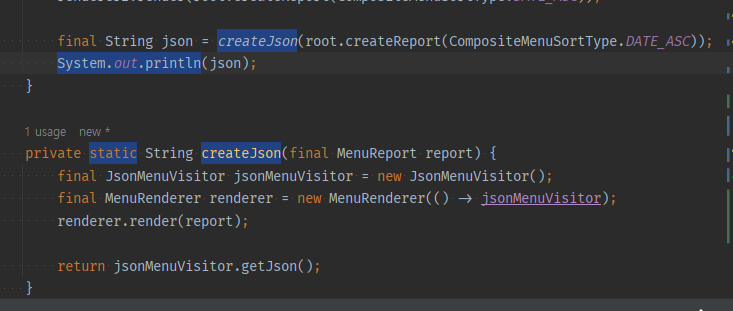 final String json = createJson(root.createReport(CompositeMenuSortType.DATE_ASC));
System.out.println(json);
}
1 usage new *
private static String createJson(final MenuReport report) {
final JsonMenuVisitor jsonMenuVisitor = new JsonMenuVisitor();
final MenuRenderer renderer = new MenuRenderer(() -> jsonMenuVisitor);
renderer.render(report);
return jsonMenuVisitor.getJson();
}